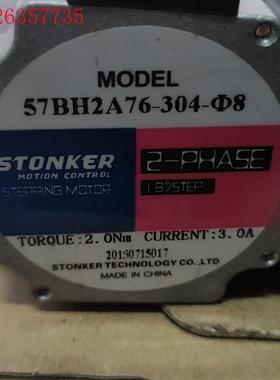 26357735
MODEL
57BH2A76-304-Φ8
STONKER
MOTION CONTROL
STEPPING MOTOR
2-PHASE
1.8°/STEP
TORQUE:2.0Nm CURRENT:3.0A
20190715017
STONKER TECHNOLOGY CO.,LTD
MADE IN CHINA